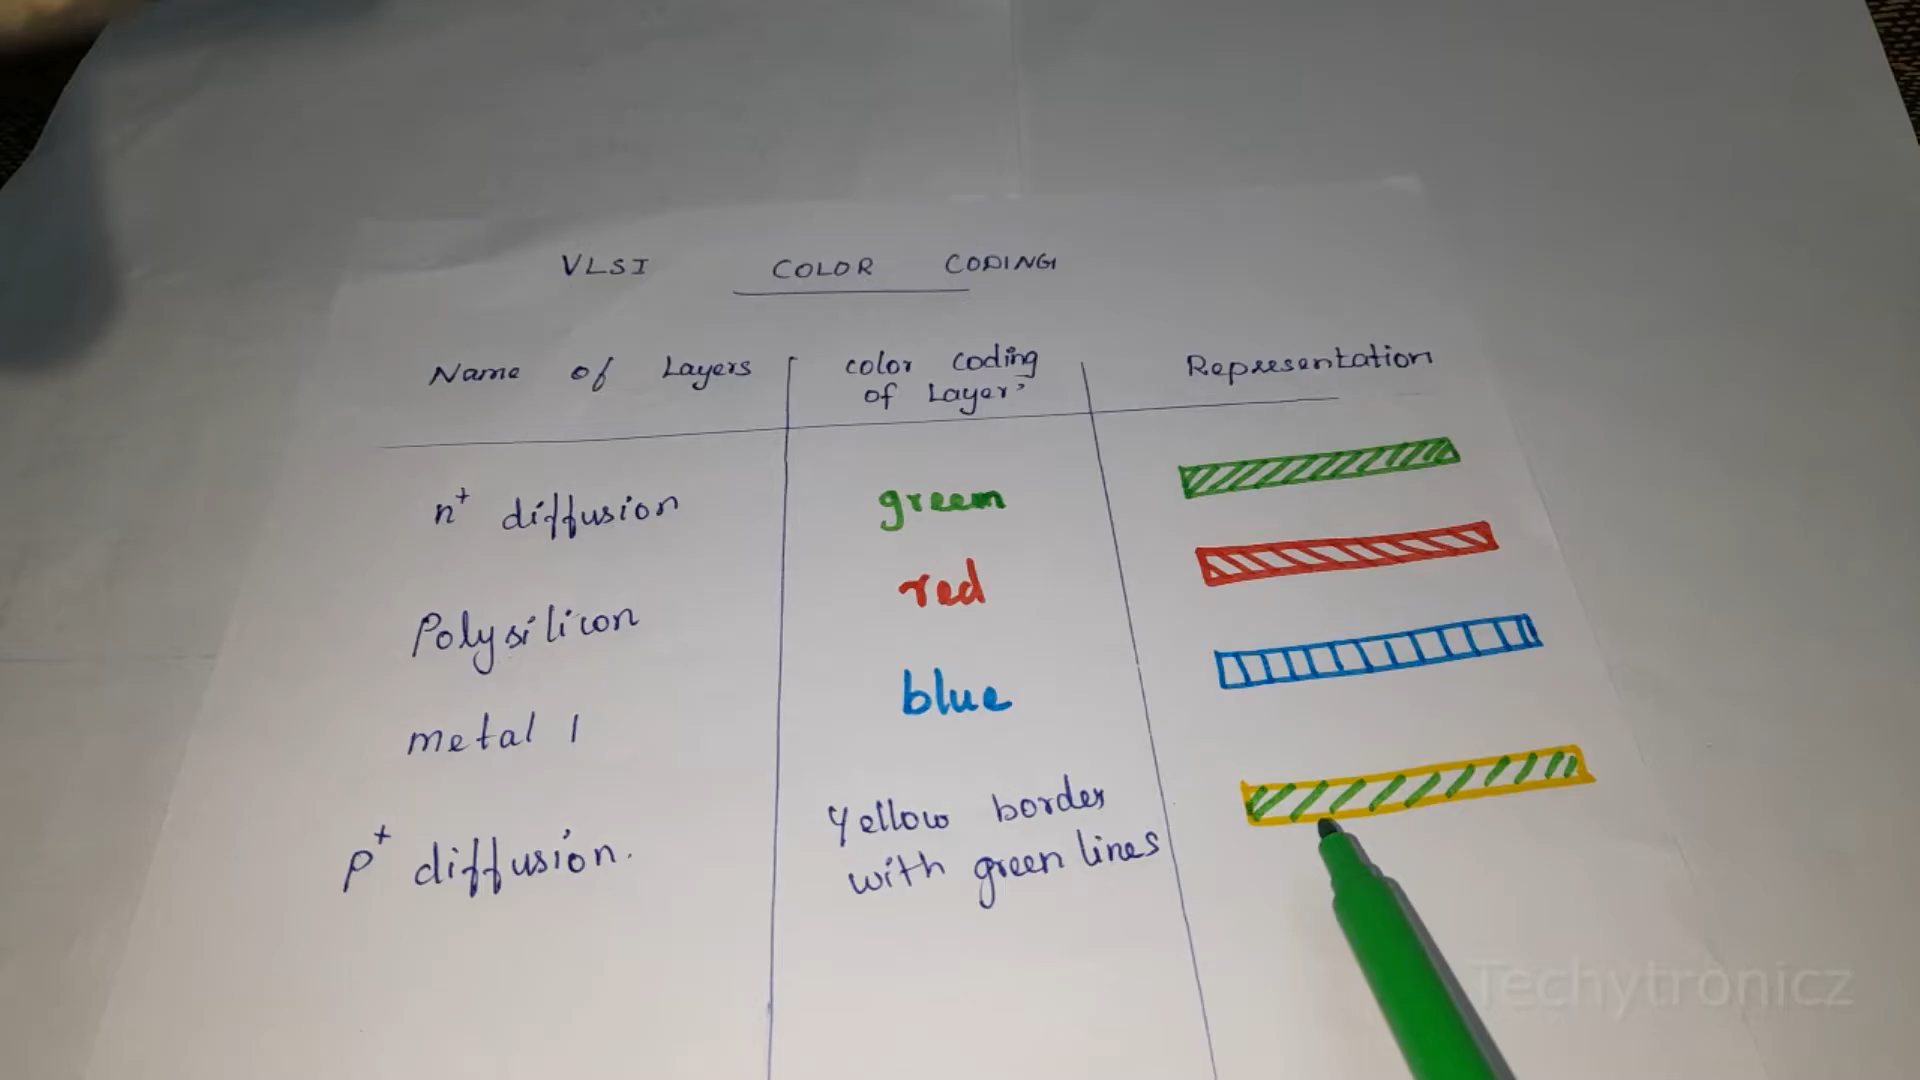 VLSI COLOR CODING
Name of Layers
color coding
of Layer
Representation
n+ diffusion
green
Polysilicon
red
metal 1
blue
p+ diffusion.
Yellow border
with green lines
Techytronicz